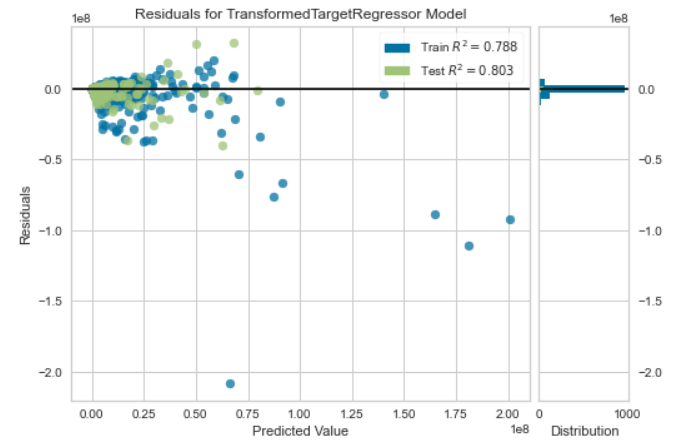 Residuals for TransformedTargetRegressor Model
1e8
1e8
Train R² = 0.788
Test R² = 0.803
0.0
−0.5
−1.0
−1.5
−2.0
0.0
−0.5
−1.0
−1.5
−2.0
Residuals
0.00 0.25 0.50 0.75 1.00 1.25 1.50 1.75 2.00
1e8
Predicted Value
0 1000
Distribution